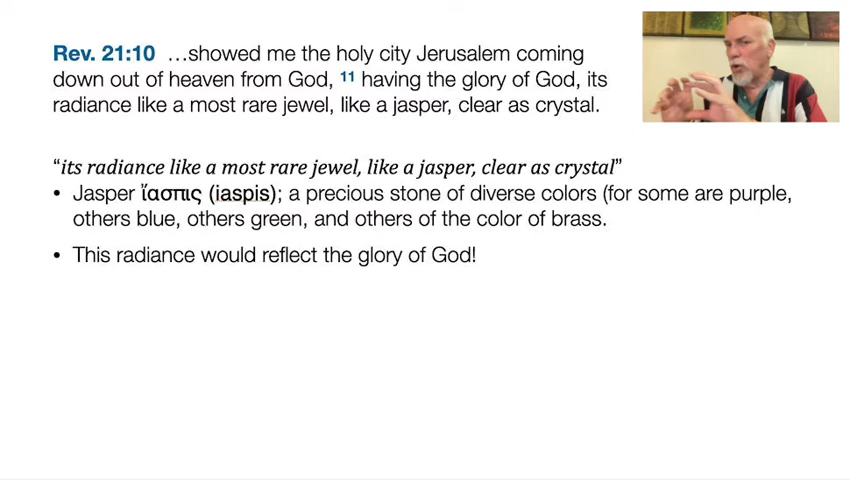 Rev. 21:10 …showed me the holy city Jerusalem coming
down out of heaven from God, 11 having the glory of God, its
radiance like a most rare jewel, like a jasper, clear as crystal.
“its radiance like a most rare jewel, like a jasper, clear as crystal”
• Jasper ἴασπις (iaspis); a precious stone of diverse colors (for some are purple,
others blue, others green, and others of the color of brass.
• This radiance would reflect the glory of God!